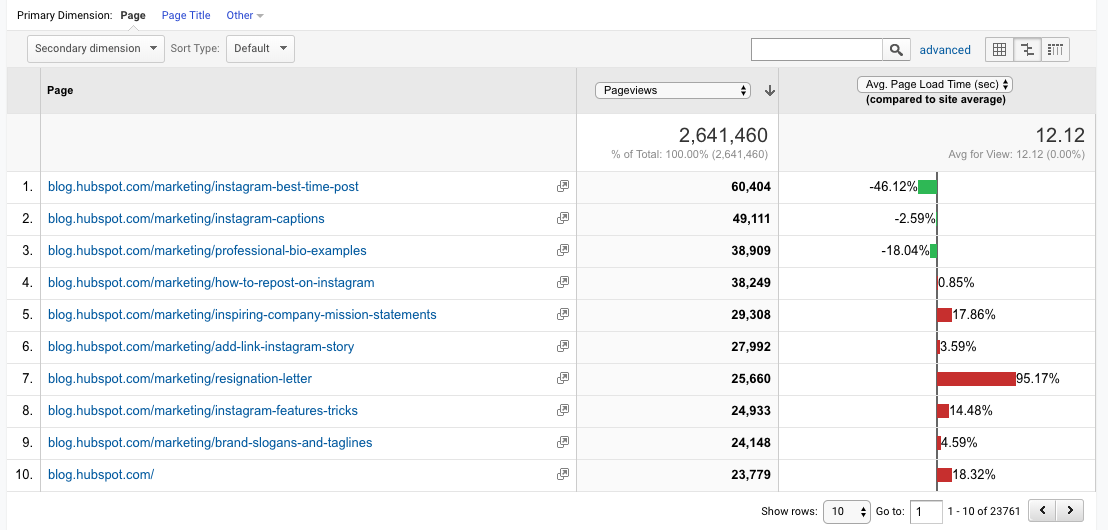 Primary Dimension: Page Page Title Other
Secondary dimension Sort Type: Default advanced
Page Pageviews Avg. Page Load Time (sec)
(compared to site average)
2,641,460 12.12
% of Total: 100.00% (2,641,460) Avg for View: 12.12 (0.00%)
1. blog.hubspot.com/marketing/instagram-best-time-post 60,404 -46.12%
2. blog.hubspot.com/marketing/instagram-captions 49,111 -2.59%
3. blog.hubspot.com/marketing/professional-bio-examples 38,909 -18.04%
4. blog.hubspot.com/marketing/how-to-repost-on-instagram 38,249 0.85%
5. blog.hubspot.com/marketing/inspiring-company-mission-statements 29,308 17.86%
6. blog.hubspot.com/marketing/add-link-instagram-story 27,992 3.59%
7. blog.hubspot.com/marketing/resignation-letter 25,660 95.17%
8. blog.hubspot.com/marketing/instagram-features-tricks 24,933 14.48%
9. blog.hubspot.com/marketing/brand-slogans-and-taglines 24,148 4.59%
10. blog.hubspot.com/ 23,779 18.32%
Show rows: 10 Go to: 1 1 - 10 of 23761